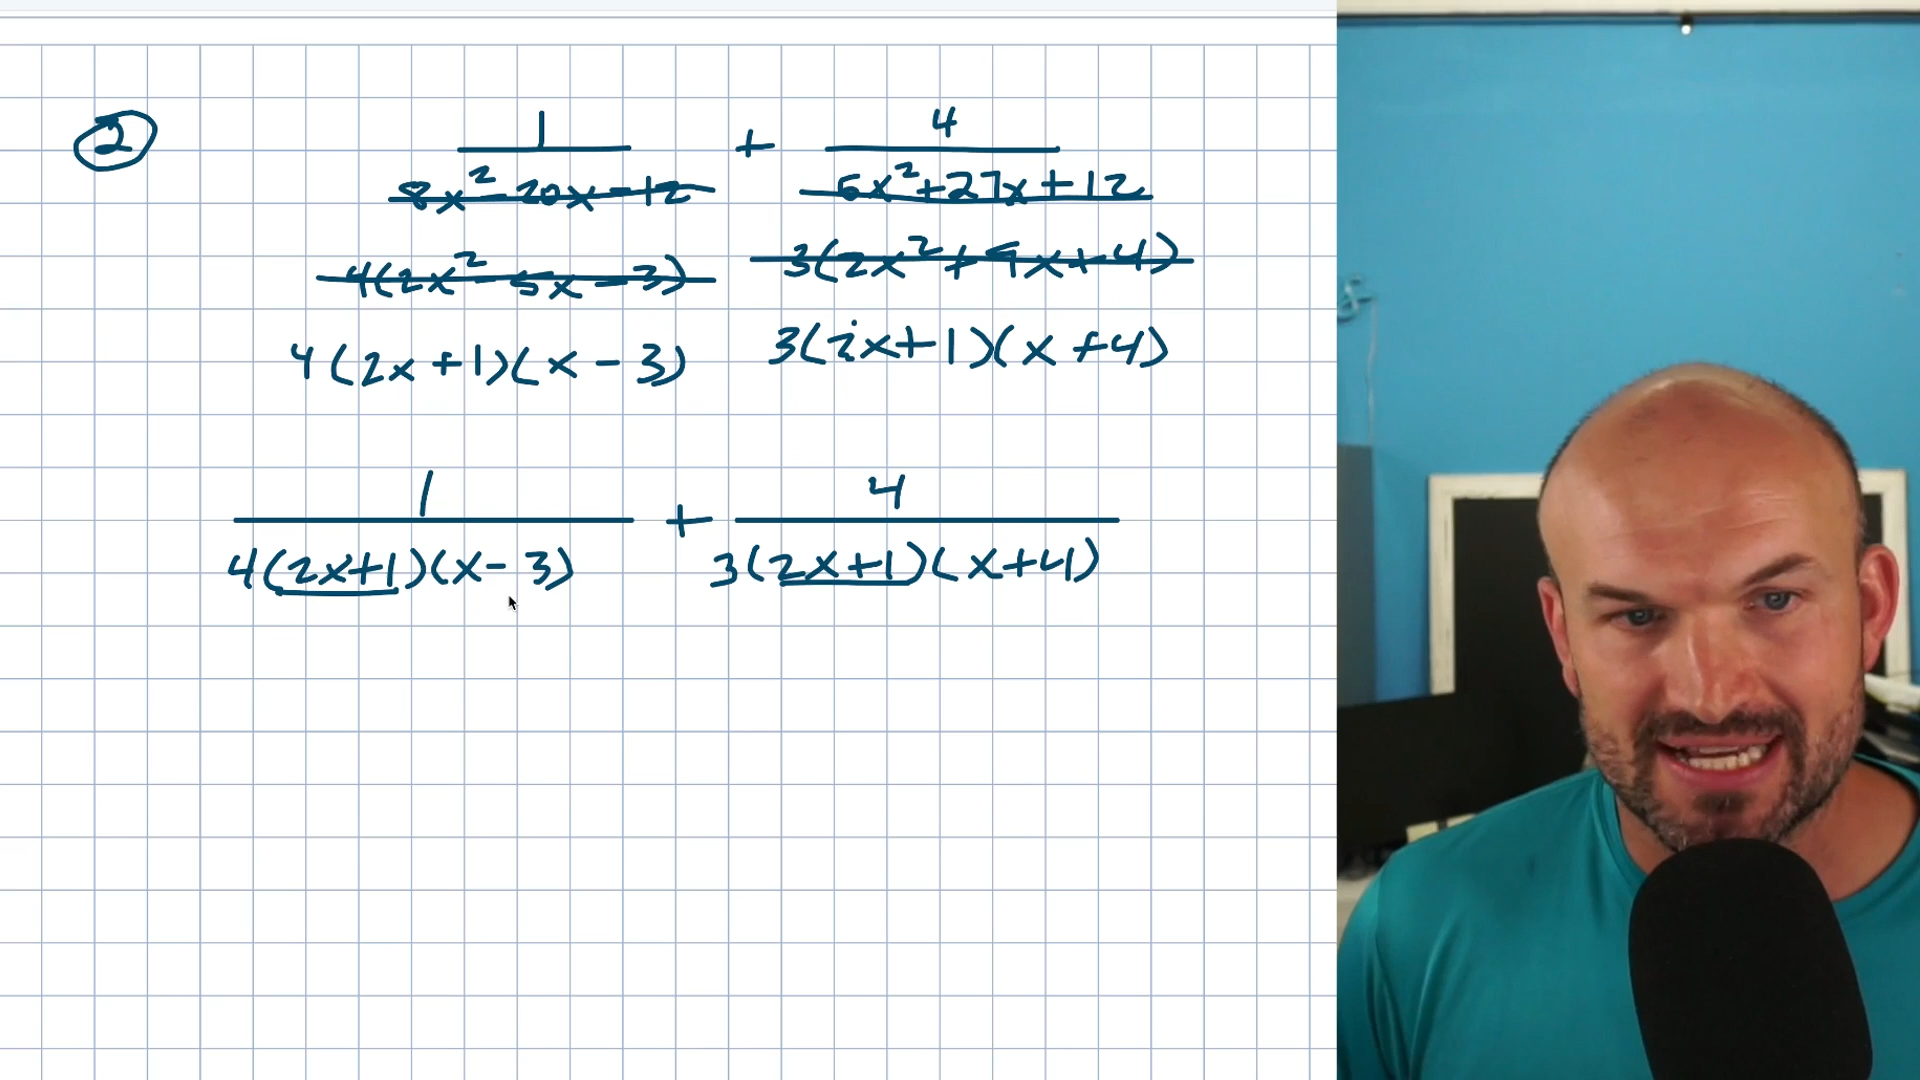 ② 1/(8x² - 20x - 12) + 4/(6x² + 27x + 12)
4(2x² - 5x - 3) 3(2x² + 9x + 4)
4(2x + 1)(x - 3) 3(2x + 1)(x + 4)
1/(4(2x+1)(x-3)) + 4/(3(2x+1)(x+4))